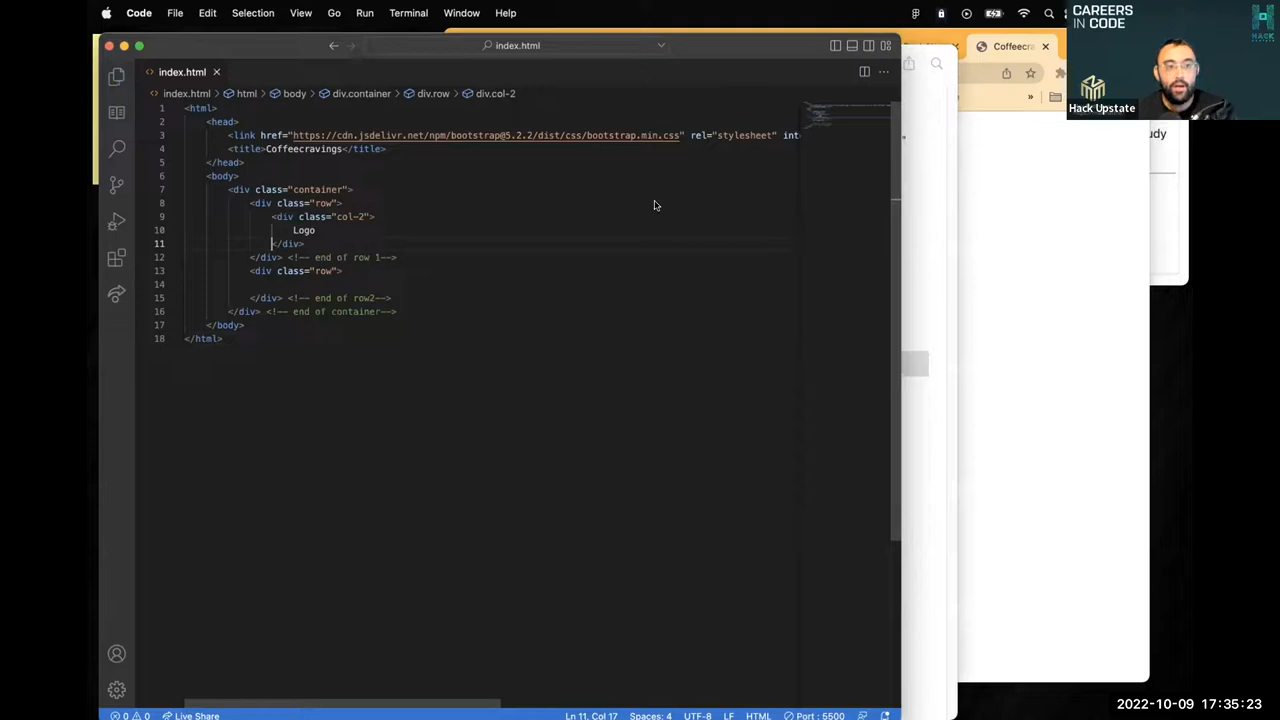 Code File Edit Selection View Go Run Terminal Window Help
CAREERS
IN CODE
HACK
UPSTATE
Hack Upstate
index.html
Coffeecr
index.html
index.html > html > body > div.container > div.row > div.col-2
1 <html>
2 <head>
3 <link href="https://cdn.jsdelivr.net/npm/bootstrap@5.2.2/dist/css/bootstrap.min.css" rel="stylesheet" int
4 <title>Coffeecravings</title>
5 </head>
6 <body>
7 <div class="container">
8 <div class="row">
9 <div class="col-2">
10 Logo
11 </div>
12 </div> <!-- end of row 1-->
13 <div class="row">
14
15 </div> <!-- end of row2-->
16 </div> <!-- end of container-->
17 </body>
18 </html>
udy
0 0 Live Share
Ln 11, Col 17 Spaces: 4 UTF-8 LF HTML Port : 5500
2022-10-09 17:35:23